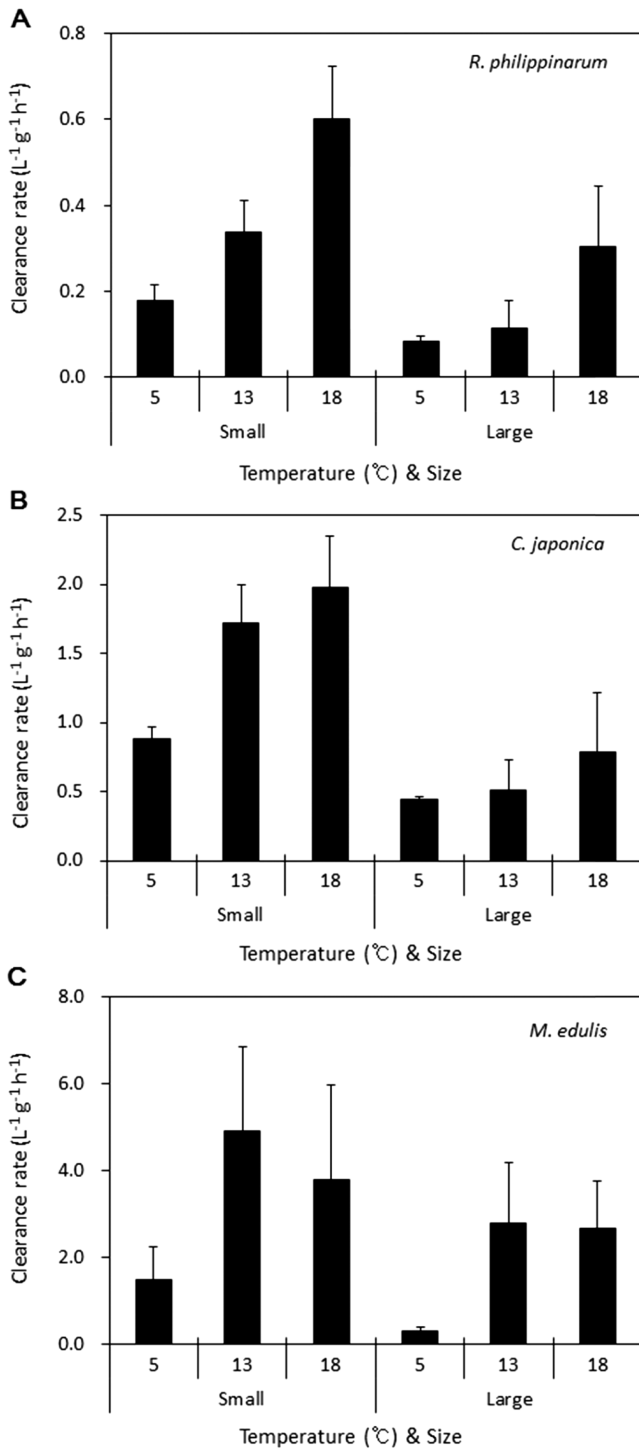 A
R. philippinarum
Clearance rate (L⁻¹ g⁻¹ h⁻¹)
0.8
0.6
0.4
0.2
0.0
5 13 18 5 13 18
Small Large
Temperature (℃) & Size
B
C. japonica
Clearance rate (L⁻¹ g⁻¹ h⁻¹)
2.5
2.0
1.5
1.0
0.5
0.0
5 13 18 5 13 18
Small Large
Temperature (℃) & Size
C
M. edulis
Clearance rate (L⁻¹ g⁻¹ h⁻¹)
8.0
6.0
4.0
2.0
0.0
5 13 18 5 13 18
Small Large
Temperature (℃) & Size